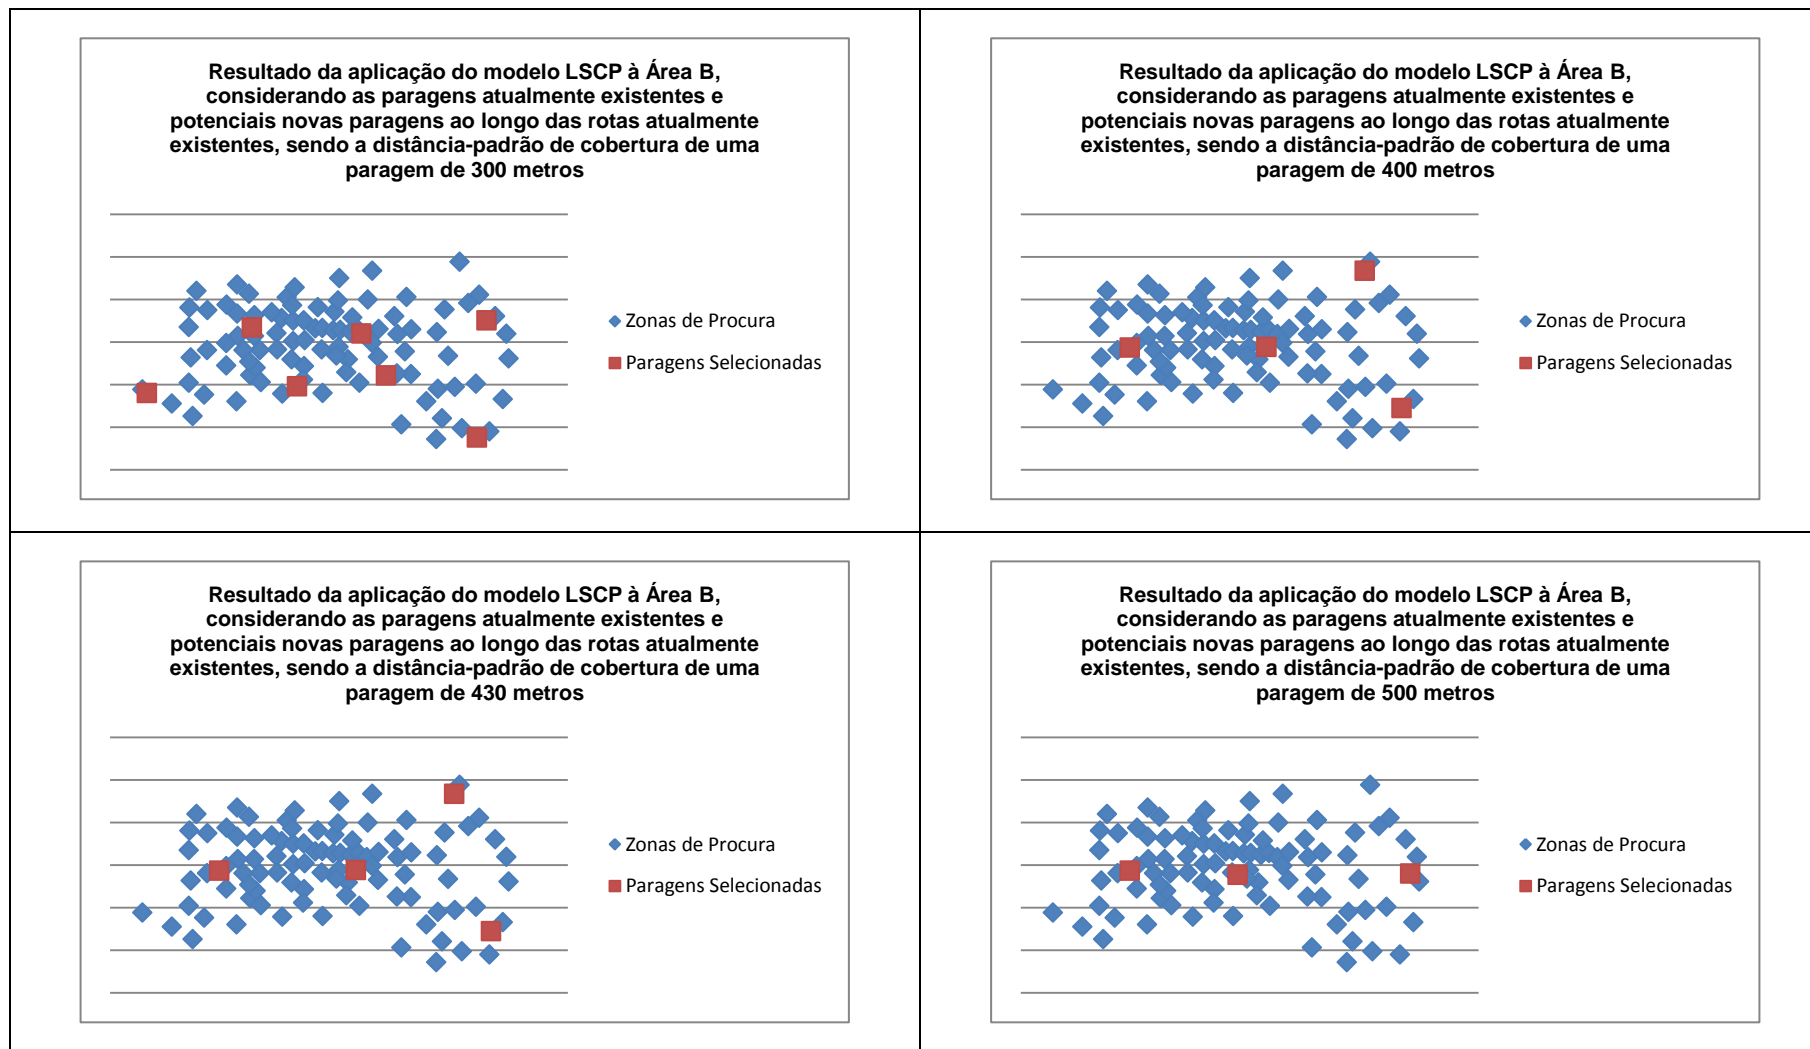 Resultado da aplicação do modelo LSCP à Área B,
considerando as paragens atualmente existentes e
potenciais novas paragens ao longo das rotas atualmente
existentes, sendo a distância-padrão de cobertura de uma
paragem de 300 metros
Zonas de Procura
Paragens Selecionadas
Resultado da aplicação do modelo LSCP à Área B,
considerando as paragens atualmente existentes e
potenciais novas paragens ao longo das rotas atualmente
existentes, sendo a distância-padrão de cobertura de uma
paragem de 400 metros
Zonas de Procura
Paragens Selecionadas
Resultado da aplicação do modelo LSCP à Área B,
considerando as paragens atualmente existentes e
potenciais novas paragens ao longo das rotas atualmente
existentes, sendo a distância-padrão de cobertura de uma
paragem de 430 metros
Zonas de Procura
Paragens Selecionadas
Resultado da aplicação do modelo LSCP à Área B,
considerando as paragens atualmente existentes e
potenciais novas paragens ao longo das rotas atualmente
existentes, sendo a distância-padrão de cobertura de uma
paragem de 500 metros
Zonas de Procura
Paragens Selecionadas